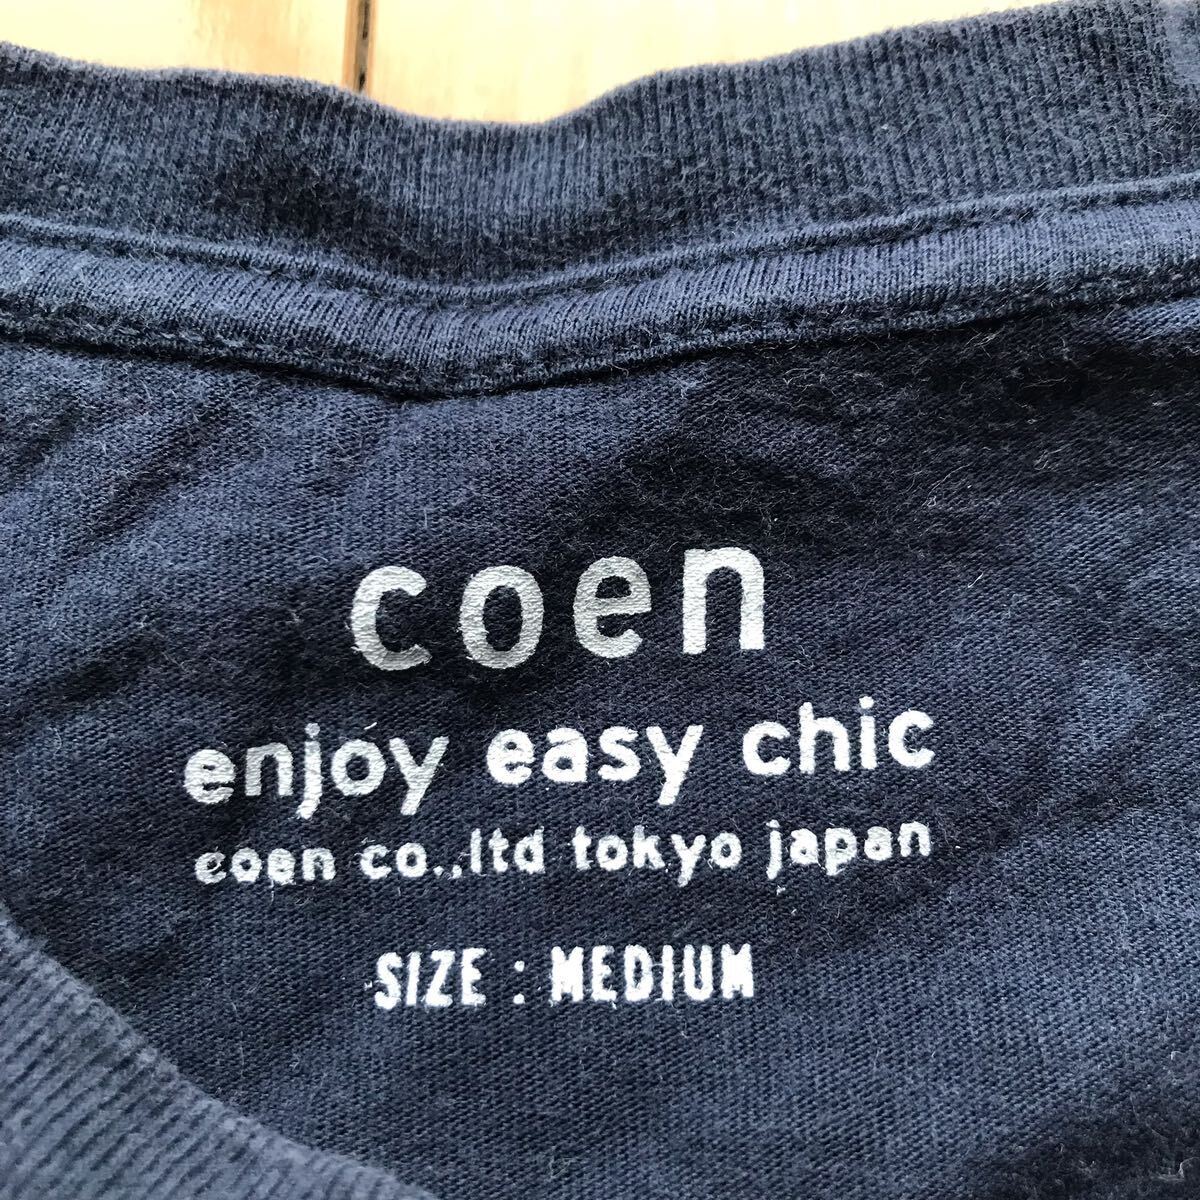 coen
enjoy easy chic
coen co.,ltd tokyo japan
SIZE : MEDIUM